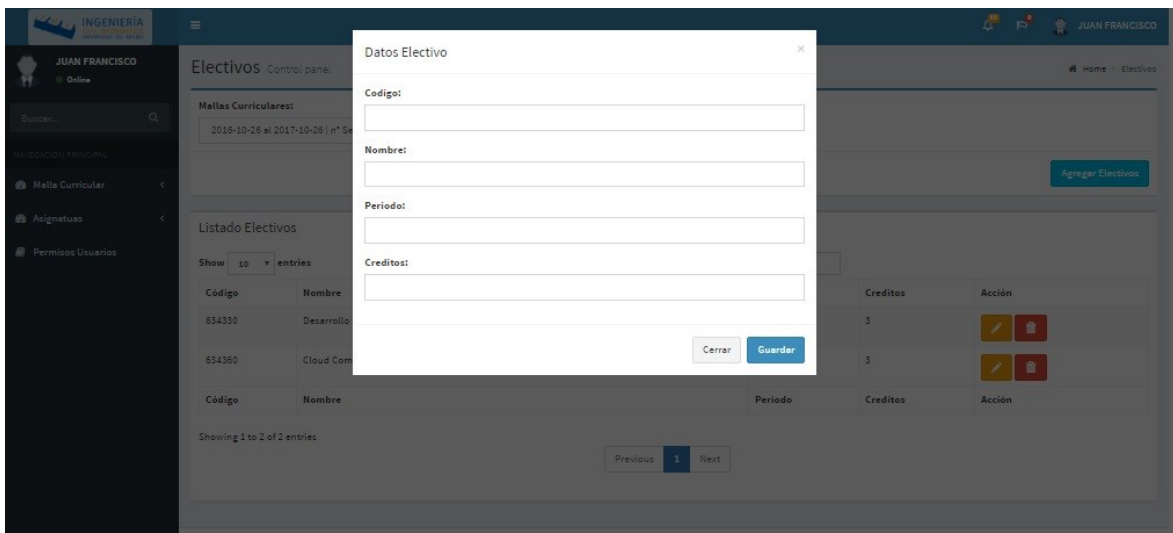 INGENIERÍA
JUAN FRANCISCO
JUAN FRANCISCO
Online
Buscar...
NAVEGACIÓN PRINCIPAL
Malla Curricular
Asignatuas
Permisos Usuarios
Electivos Control panel
Home > Electivos
Mallas Curriculares:
2016-10-26 al 2017-10-26 | n° Se
Agregar Electivos
Datos Electivo ×
Codigo:
Nombre:
Periodo:
Creditos:
Cerrar Guardar
Listado Electivos
Show 10 entries
Código Nombre Creditos Acción
634330 Desarrollo 3
634360 Cloud Com 3
Código Nombre Periodo Creditos Acción
Showing 1 to 2 of 2 entries
Previous 1 Next